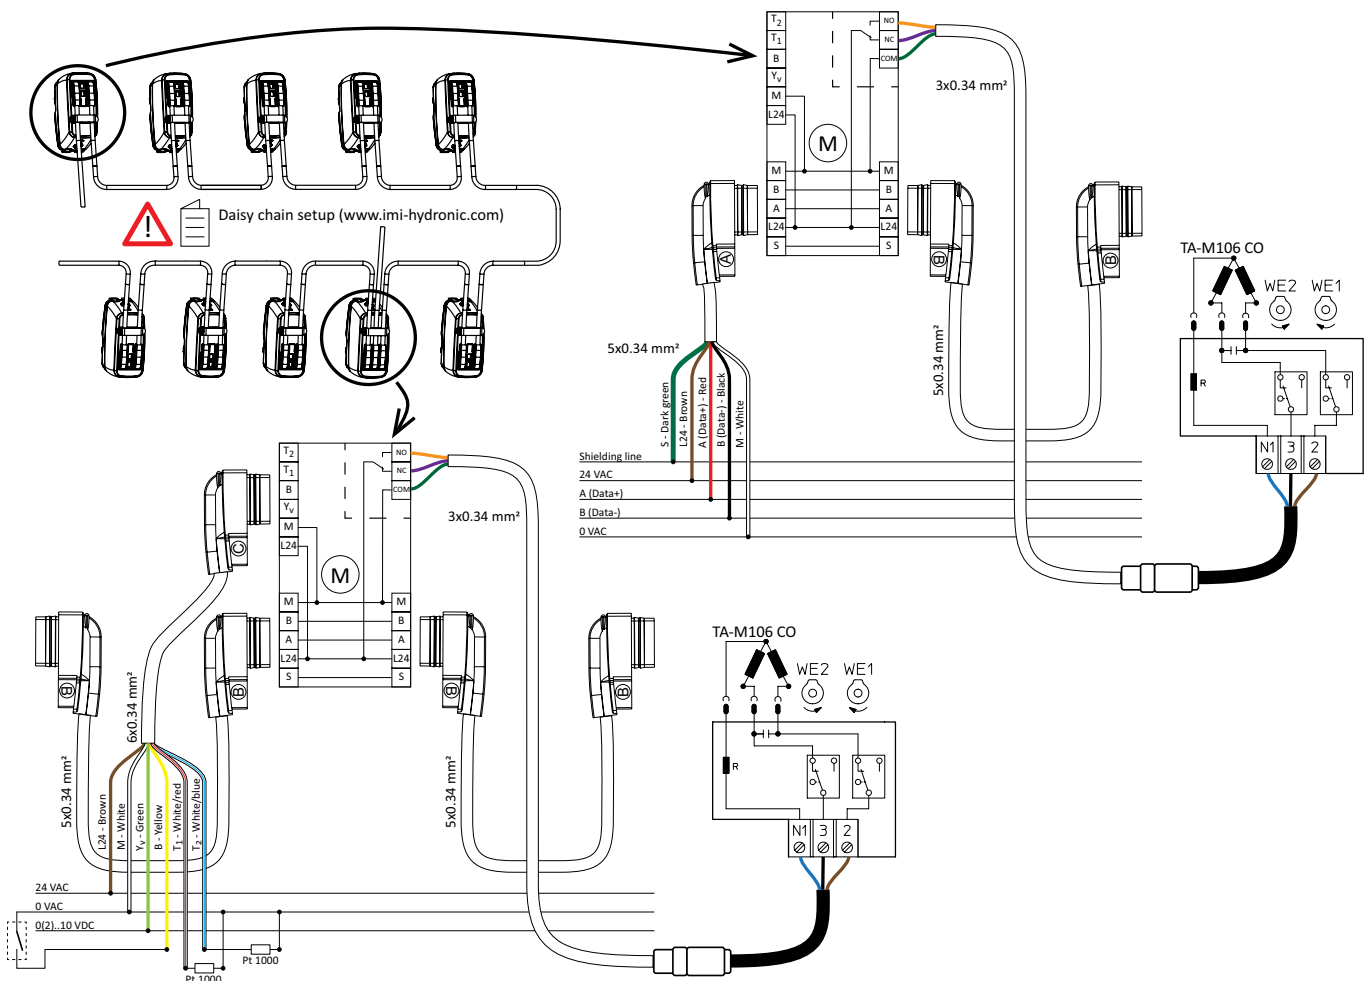 Daisy chain setup (www.imi-hydronic.com)
T2
T1
B
Yv
M
L24
NO
NC
COM
3x0.34 mm²
M
M
B
A
L24
S
M
B
A
L24
S
A
B
B
5x0.34 mm²
5x0.34 mm²
S - Dark green
L24 - Brown
A (Data+) - Red
B (Data-) - Black
M - White
Shielding line
24 VAC
A (Data+)
B (Data-)
0 VAC
TA-M106 CO
WE2 WE1
R
N1 3 2
T2
T1
B
Yv
M
L24
NO
NC
COM
3x0.34 mm²
M
M
B
A
L24
S
M
B
A
L24
S
C
B
B
B
B
6x0.34 mm²
5x0.34 mm²
5x0.34 mm²
L24 - Brown
M - White
Yv - Green
B - Yellow
T1 - White/red
T2 - White/blue
24 VAC
0 VAC
0(2)..10 VDC
Pt 1000
Pt 1000
TA-M106 CO
WE2 WE1
R
N1 3 2